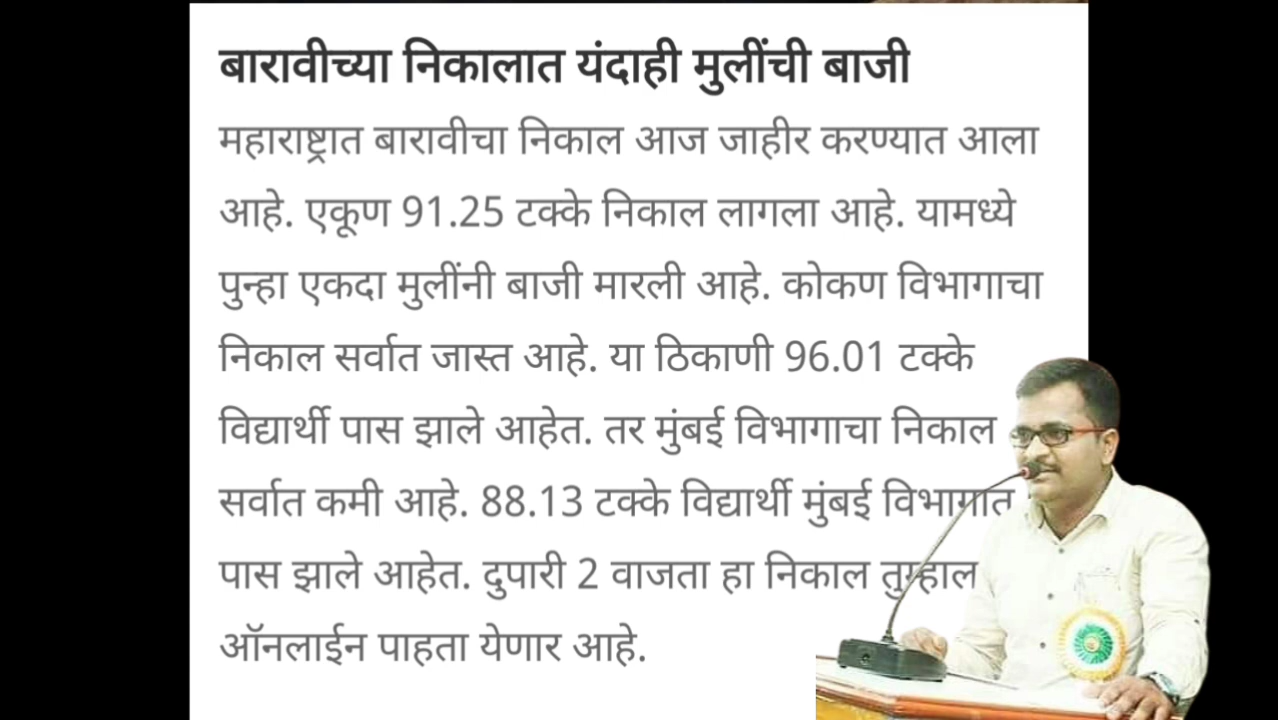 बारावीच्या निकालात यंदाही मुलींची बाजी
महाराष्ट्रात बारावीचा निकाल आज जाहीर करण्यात आला
आहे. एकूण 91.25 टक्के निकाल लागला आहे. यामध्ये
पुन्हा एकदा मुलींनी बाजी मारली आहे. कोकण विभागाचा
निकाल सर्वात जास्त आहे. या ठिकाणी 96.01 टक्के
विद्यार्थी पास झाले आहेत. तर मुंबई विभागाचा निकाल
सर्वात कमी आहे. 88.13 टक्के विद्यार्थी मुंबई विभागात
पास झाले आहेत. दुपारी 2 वाजता हा निकाल
ऑनलाईन पाहता येणार आहे.